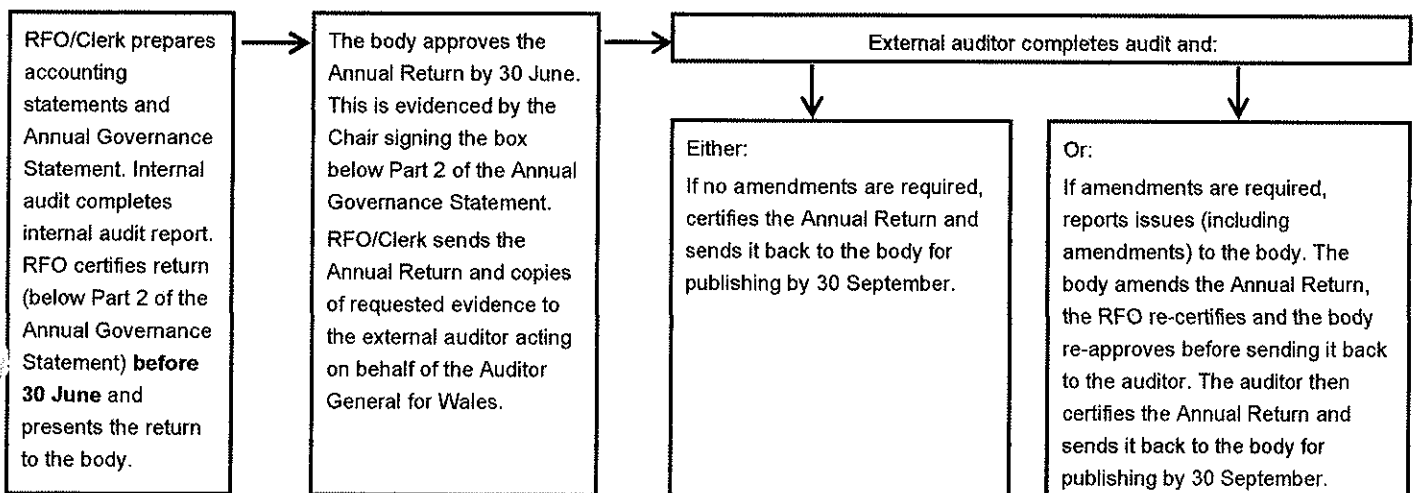 RFO/Clerk prepares
accounting
statements and
Annual Governance
Statement. Internal
audit completes
internal audit report.
RFO certifies return
(below Part 2 of the
Annual Governance
Statement) before
30 June and
presents the return
to the body.
The body approves the
Annual Return by 30 June.
This is evidenced by the
Chair signing the box
below Part 2 of the Annual
Governance Statement.
RFO/Clerk sends the
Annual Return and copies
of requested evidence to
the external auditor acting
on behalf of the Auditor
General for Wales.
External auditor completes audit and:
Either:
If no amendments are required,
certifies the Annual Return and
sends it back to the body for
publishing by 30 September.
Or:
If amendments are required,
reports issues (including
amendments) to the body. The
body amends the Annual Return,
the RFO re-certifies and the body
re-approves before sending it back
to the auditor. The auditor then
certifies the Annual Return and
sends it back to the body for
publishing by 30 September.